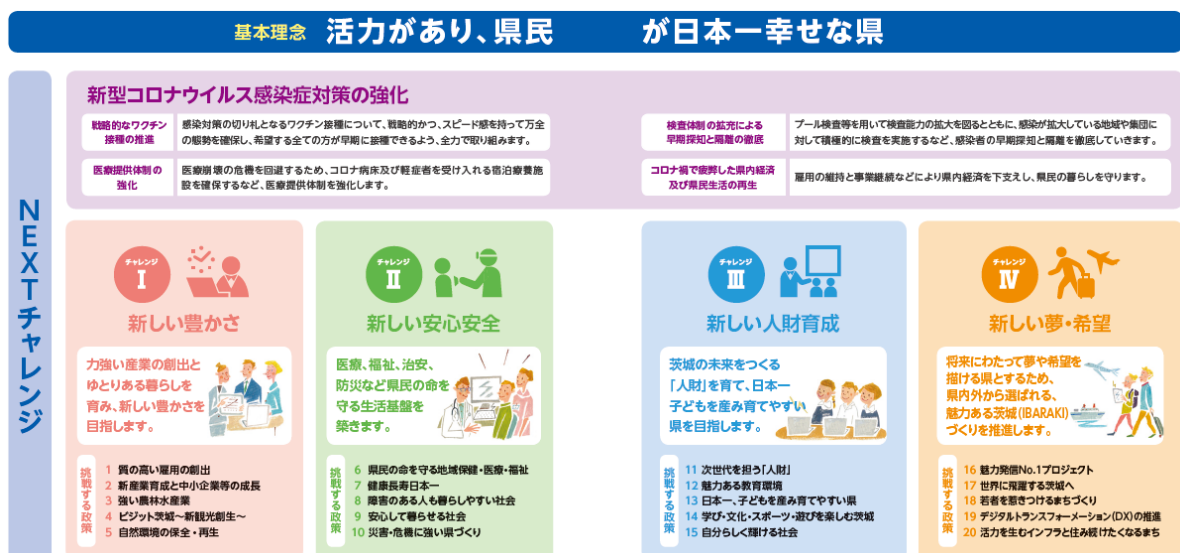 基本理念 活力があり、県民 が日本一幸せな県
NEXTチャレンジ
新型コロナウイルス感染症対策の強化
戦略的なワクチン
接種の推進
感染対策の切り札となるワクチン接種について、戦略的かつ、スピード感を持って万全
の態勢を確保し、希望する全ての方が早期に接種できるよう、全力で取り組みます。
医療提供体制の
強化
医療崩壊の危機を回避するため、コロナ病床及び軽症者を受け入れる宿泊療養施
設を確保するなど、医療提供体制を強化します。
検査体制の拡充による
早期探知と隔離の徹底
プール検査等を用いて検査能力の拡大を図るとともに、感染が拡大している地域や集団に
対して積極的に検査を実施するなど、感染者の早期探知と隔離を徹底していきます。
コロナ禍で疲弊した県内経済
及び県民生活の再生
雇用の維持と事業継続などにより県内経済を下支えし、県民の暮らしを守ります。
チャレンジ
Ⅰ
新しい豊かさ
力強い産業の創出と
ゆとりある暮らしを
育み、新しい豊かさを
目指します。
挑戦する政策
1 質の高い雇用の創出
2 新産業育成と中小企業等の成長
3 強い農林水産業
4 ビジット茨城〜新観光創生〜
5 自然環境の保全・再生
チャレンジ
Ⅱ
新しい安心安全
医療、福祉、治安、
防災など県民の命を
守る生活基盤を
築きます。
挑戦する政策
6 県民の命を守る地域保健・医療・福祉
7 健康長寿日本一
8 障害のある人も暮らしやすい社会
9 安心して暮らせる社会
10 災害・危機に強い県づくり
チャレンジ
Ⅲ
新しい人財育成
茨城の未来をつくる
「人財」を育て、日本一
子どもを産み育てやすい
県を目指します。
挑戦する政策
11 次世代を担う「人財」
12 魅力ある教育環境
13 日本一、子どもを産み育てやすい県
14 学び・文化・スポーツ・遊びを楽しむ茨城
15 自分らしく輝ける社会
チャレンジ
Ⅳ
新しい夢・希望
将来にわたって夢や希望を
描ける県とするため、
県内外から選ばれる、
魅力ある茨城(IBARAKI)
づくりを推進します。
挑戦する政策
16 魅力発信No.1プロジェクト
17 世界に飛躍する茨城へ
18 若者を惹きつけるまちづくり
19 デジタルトランスフォーメーション(DX)の推進
20 活力を生むインフラと住み続けたくなるまち